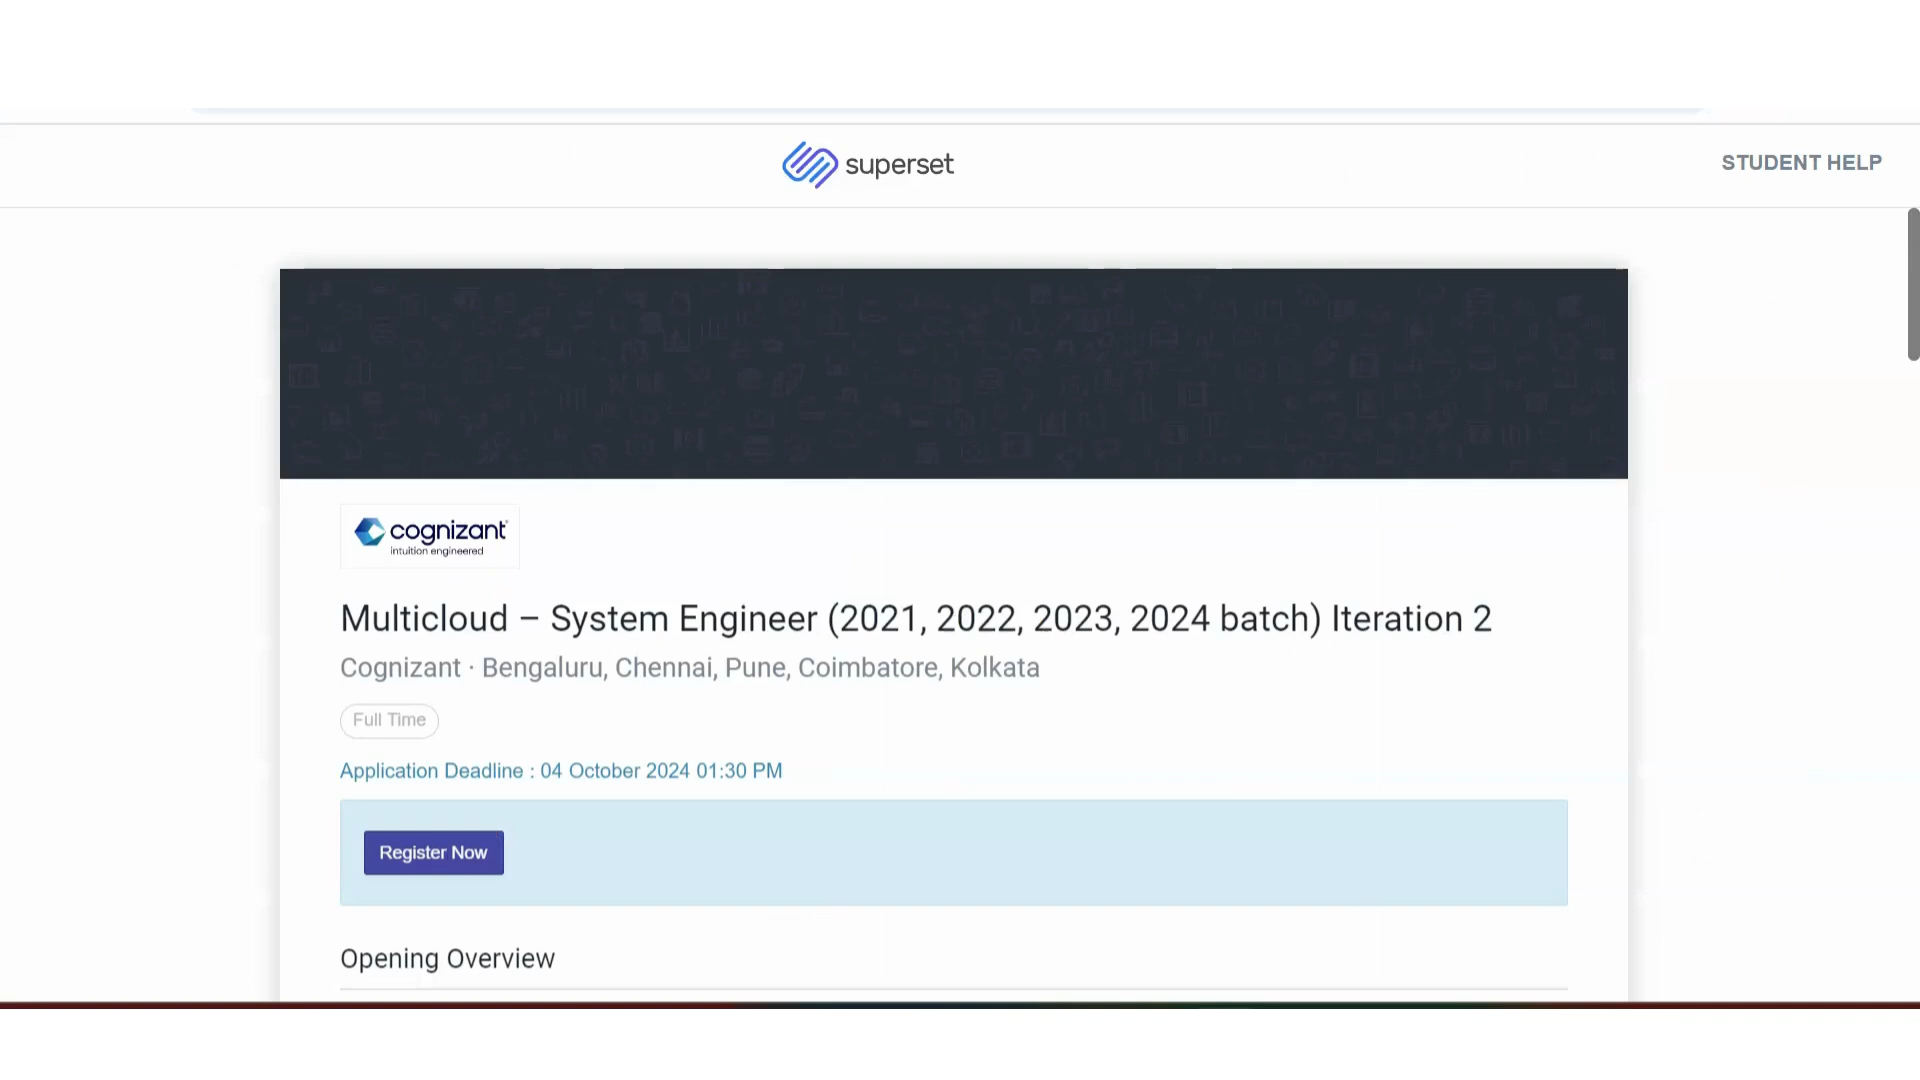 superset
STUDENT HELP
cognizant
intuition engineered
Multicloud – System Engineer (2021, 2022, 2023, 2024 batch) Iteration 2
Cognizant · Bengaluru, Chennai, Pune, Coimbatore, Kolkata
Full Time
Application Deadline : 04 October 2024 01:30 PM
Register Now
Opening Overview